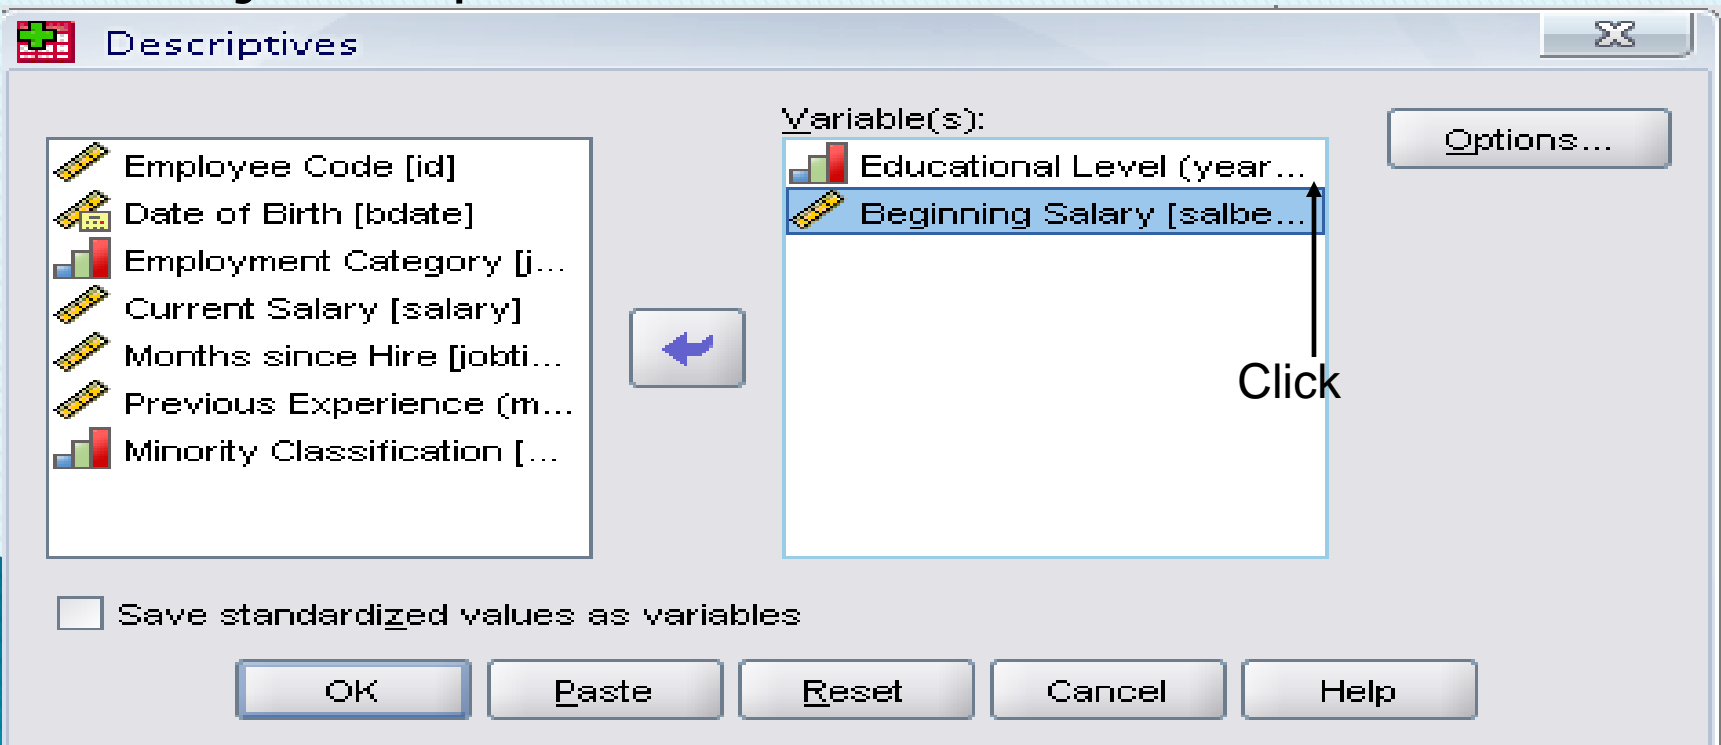 Descriptives
Variable(s):
Options...
Employee Code [id]
Date of Birth [bdate]
Employment Category [j...
Current Salary [salary]
Months since Hire [jobti...
Previous Experience (m...
Minority Classification [...
Educational Level (year...
Beginning Salary [salbe...
Click
Save standardized values as variables
OK
Paste
Reset
Cancel
Help